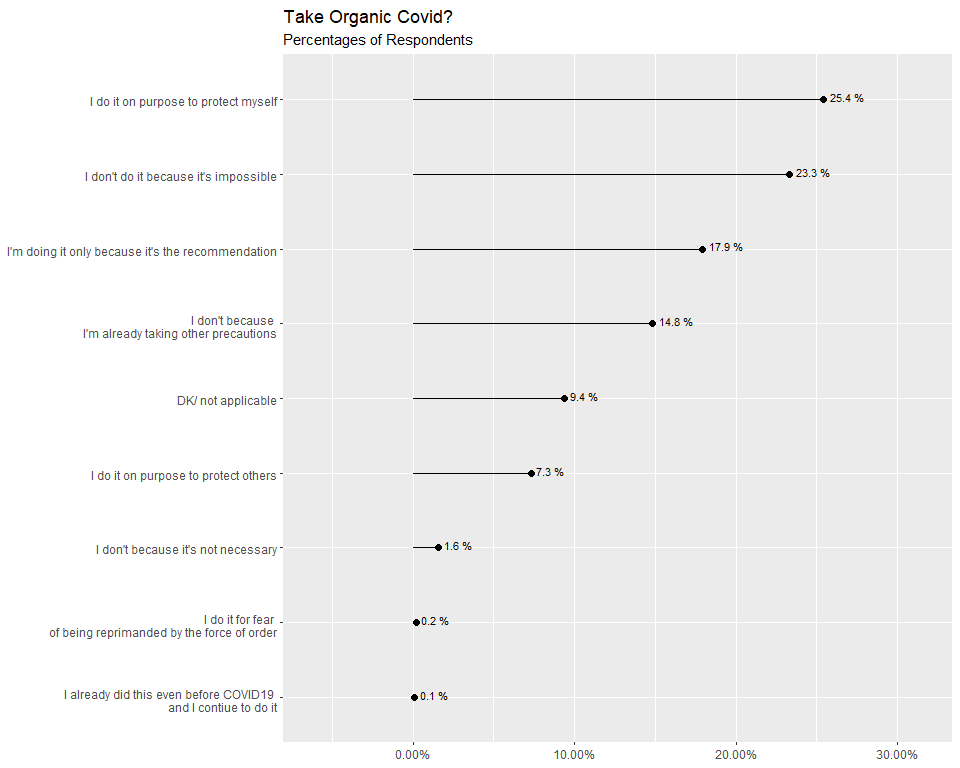 Take Organic Covid?
Percentages of Respondents
I do it on purpose to protect myself
25.4 %
I don't do it because it's impossible
23.3 %
I'm doing it only because it's the recommendation
17.9 %
I don't because
I'm already taking other precautions
14.8 %
DK/ not applicable
9.4 %
I do it on purpose to protect others
7.3 %
I don't because it's not necessary
1.6 %
I do it for fear
of being reprimanded by the force of order
0.2 %
I already did this even before COVID19
and I contiue to do it
0.1 %
0.00% 10.00% 20.00% 30.00%